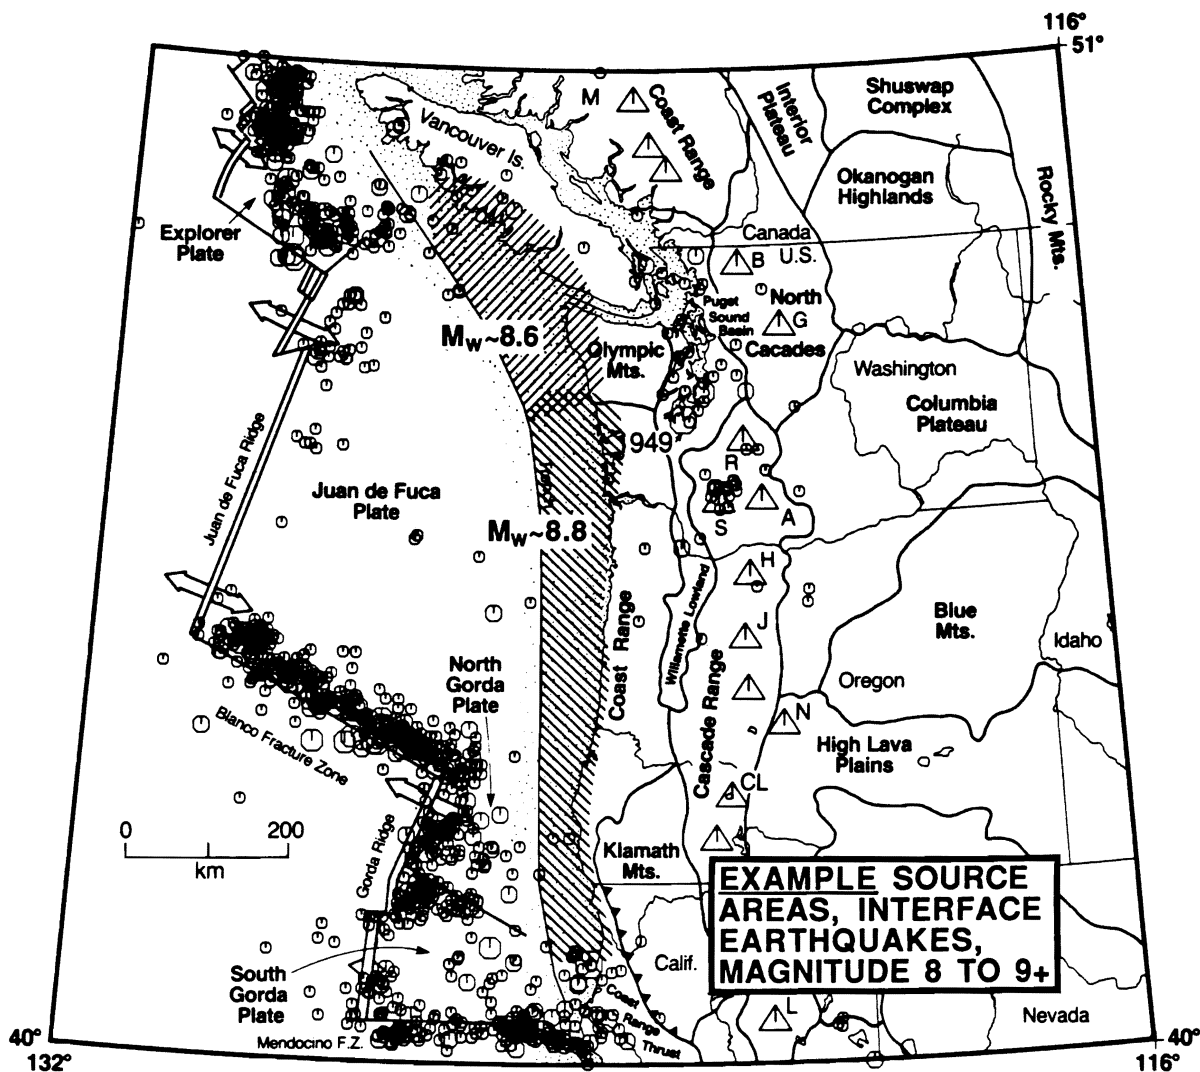 116°
51°
M
Coast Range
Interior
Plateau
Shuswap
Complex
Vancouver Is.
Okanogan
Highlands
Rocky Mts.
Explorer
Plate
Canada
U.S.
B
North
G
Cacades
Puget
Sound
Basin
Mw~8.6
Olympic
Mts.
Washington
Columbia
Plateau
1949
R
Juan de Fuca Ridge
Juan de Fuca
Plate
Mw~8.8
S
A
H
Coast Range
Willamette Lowland
J
Blue
Mts.
Idaho
North
Gorda
Plate
Cascade Range
Oregon
N
High Lava
Plains
Blanco Fracture Zone
CL
0 200
km
Gorda Ridge
Klamath
Mts.
EXAMPLE SOURCE
AREAS, INTERFACE
EARTHQUAKES,
MAGNITUDE 8 TO 9+
Calif.
South
Gorda
Plate
Coast
Range
Thrust
L
Nevada
Mendocino F.Z.
40°
132°
40°
116°